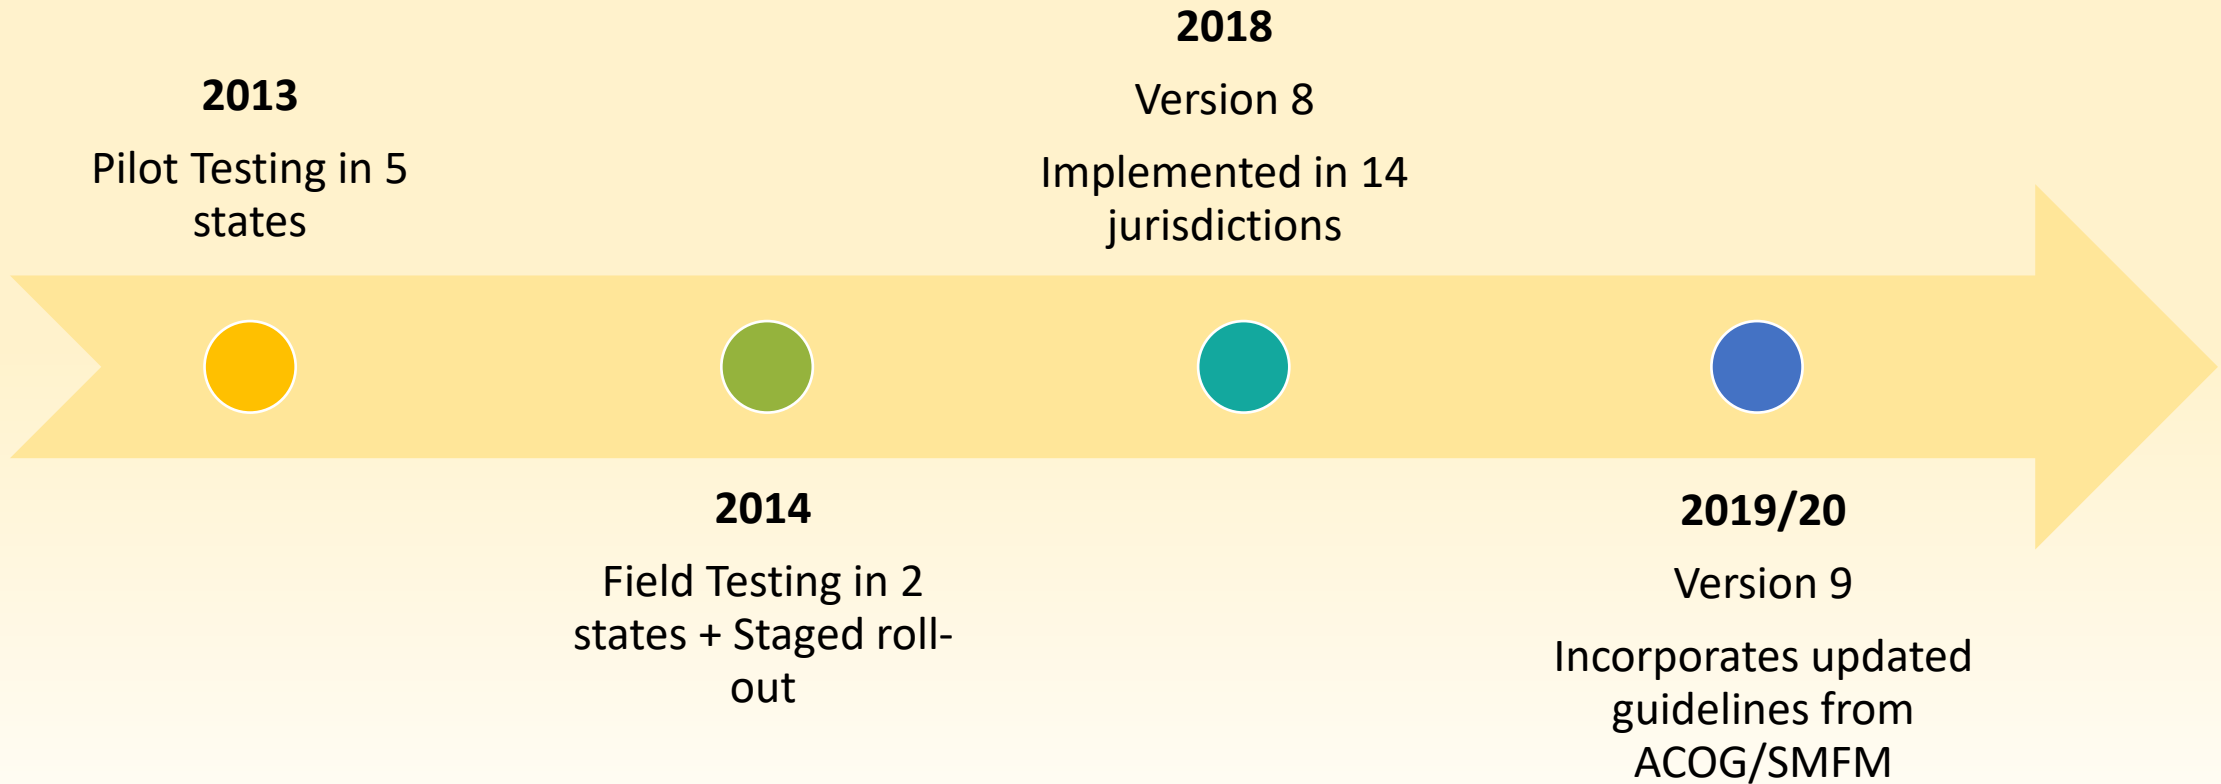 2013
Pilot Testing in 5
states
2014
Field Testing in 2
states + Staged roll-
out
2018
Version 8
Implemented in 14
jurisdictions
2019/20
Version 9
Incorporates updated
guidelines from
ACOG/SMFM